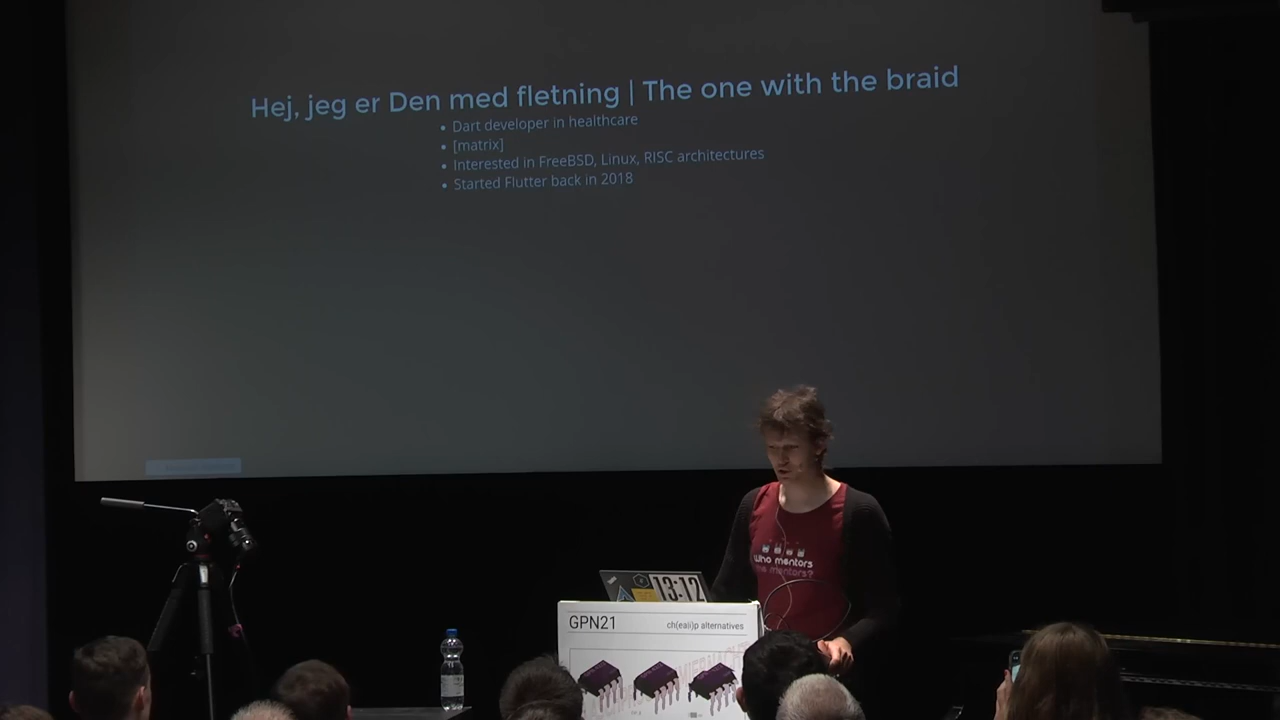 Hej, jeg er Den med fletning | The one with the braid
• Dart developer in healthcare
• [matrix]
• Interested in FreeBSD, Linux, RISC architectures
• Started Flutter back in 2018
Who mentors
the mentors?
13:12
GPN21
ch(ea|i)p alternatives